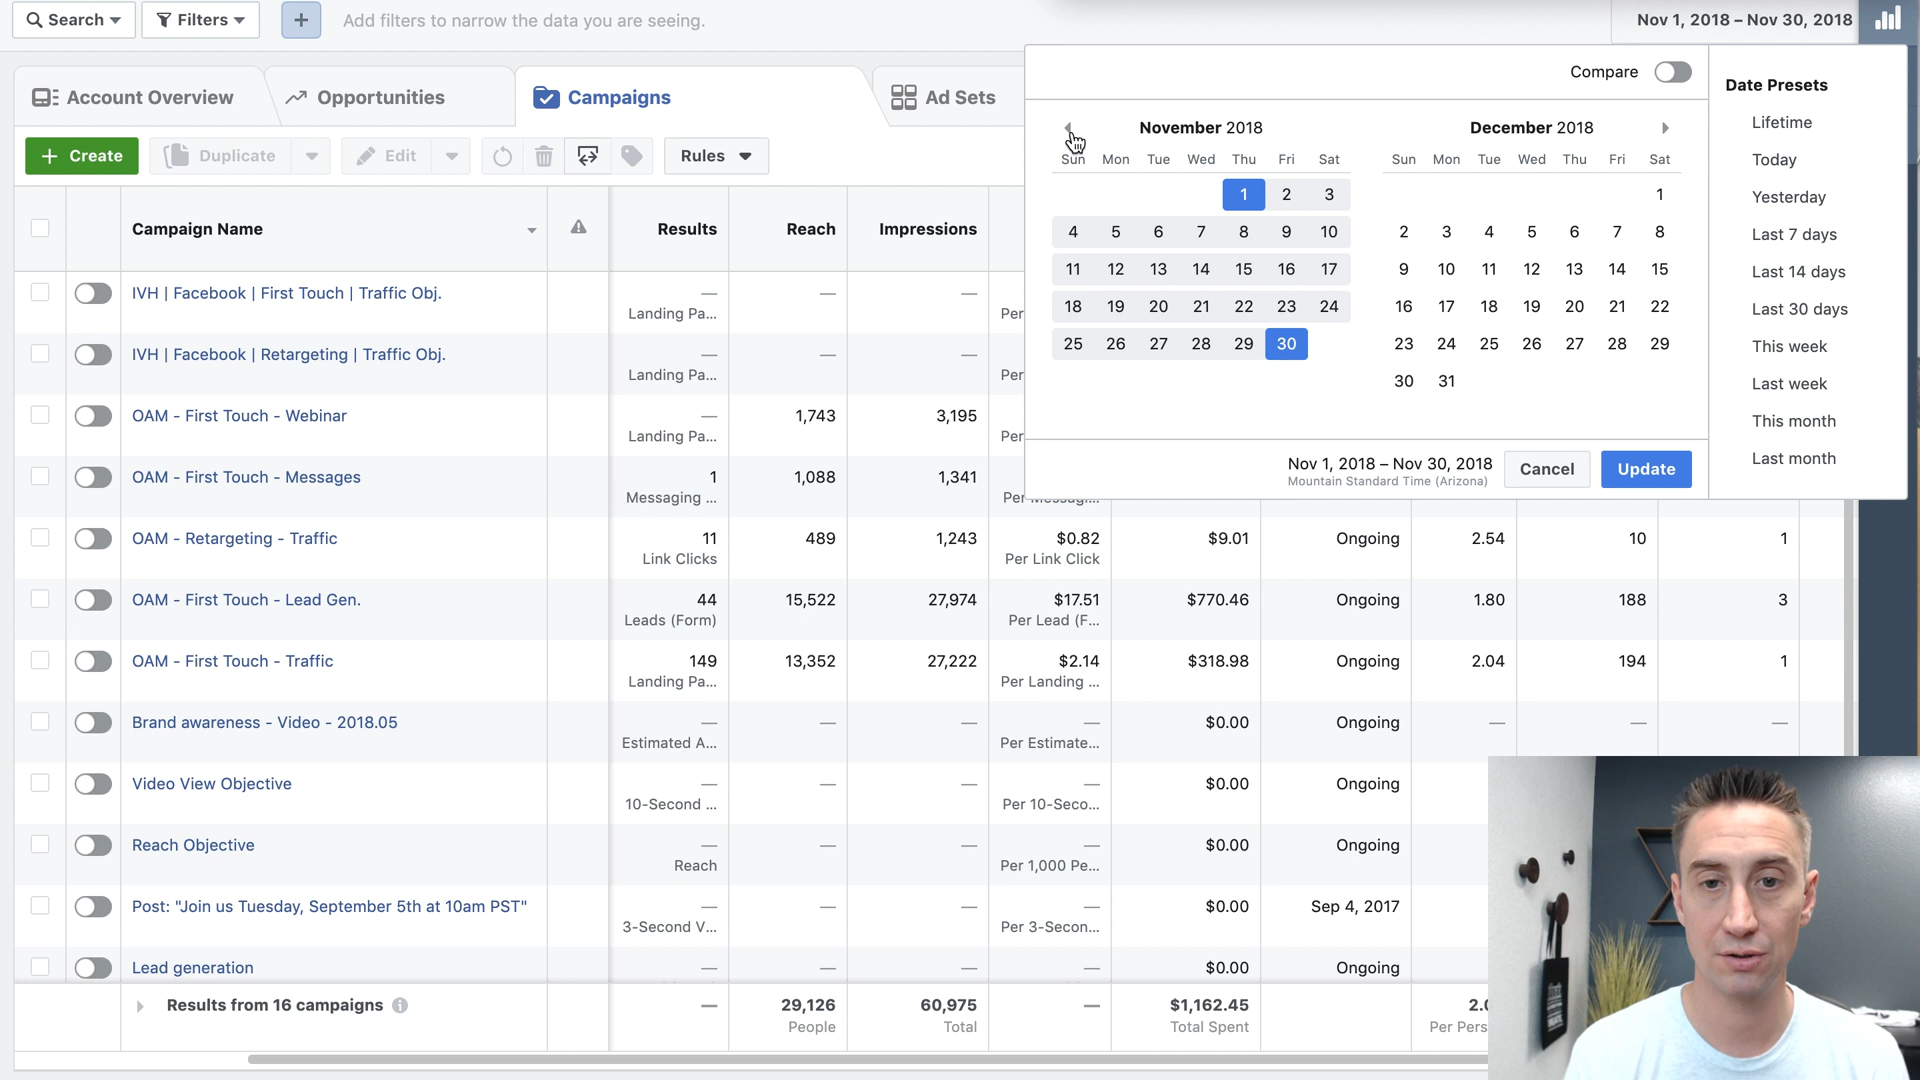 Search
Filters
+
Add filters to narrow the data you are seeing.
Nov 1, 2018 – Nov 30, 2018
Account Overview
Opportunities
Campaigns
Ad Sets
Compare
Date Presets
Lifetime
Today
Yesterday
Last 7 days
Last 14 days
Last 30 days
This week
Last week
This month
Last month
November 2018
Sun Mon Tue Wed Thu Fri Sat
1 2 3
4 5 6 7 8 9 10
11 12 13 14 15 16 17
18 19 20 21 22 23 24
25 26 27 28 29 30
December 2018
Sun Mon Tue Wed Thu Fri Sat
1
2 3 4 5 6 7 8
9 10 11 12 13 14 15
16 17 18 19 20 21 22
23 24 25 26 27 28 29
30 31
Nov 1, 2018 – Nov 30, 2018
Mountain Standard Time (Arizona)
Cancel
Update
+ Create
Duplicate
Edit
Rules
Campaign Name Results Reach Impressions
IVH | Facebook | First Touch | Traffic Obj. — — —
Landing Pa... Per
IVH | Facebook | Retargeting | Traffic Obj. — — —
Landing Pa... Per
OAM - First Touch - Webinar — 1,743 3,195
Landing Pa... Per
OAM - First Touch - Messages 1 1,088 1,341
Messaging ... Per Messagi...
OAM - Retargeting - Traffic 11 489 1,243 $0.82 $9.01 Ongoing 2.54 10 1
Link Clicks Per Link Click
OAM - First Touch - Lead Gen. 44 15,522 27,974 $17.51 $770.46 Ongoing 1.80 188 3
Leads (Form) Per Lead (F...
OAM - First Touch - Traffic 149 13,352 27,222 $2.14 $318.98 Ongoing 2.04 194 1
Landing Pa... Per Landing ...
Brand awareness - Video - 2018.05 — — — — $0.00 Ongoing — — —
Estimated A... Per Estimate...
Video View Objective — — — — $0.00 Ongoing
10-Second ... Per 10-Seco...
Reach Objective — — — — $0.00 Ongoing
Reach Per 1,000 Pe...
Post: "Join us Tuesday, September 5th at 10am PST" — — — — $0.00 Sep 4, 2017
3-Second V... Per 3-Secon...
Lead generation — — — — $0.00 Ongoing
Results from 16 campaigns — 29,126 60,975 — $1,162.45 2.0
People Total Total Spent Per Pers